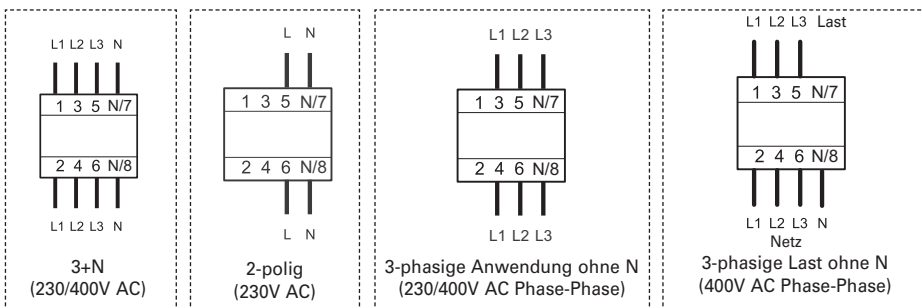 L1 L2 L3 N
1 3 5 N/7
2 4 6 N/8
L1 L2 L3 N
3+N
(230/400V AC)
L N
1 3 5 N/7
2 4 6 N/8
L N
2-polig
(230V AC)
L1 L2 L3
1 3 5 N/7
2 4 6 N/8
L1 L2 L3
3-phasige Anwendung ohne N
(230/400V AC Phase-Phase)
L1 L2 L3 Last
1 3 5 N/7
2 4 6 N/8
L1 L2 L3 N
Netz
3-phasige Last ohne N
(400V AC Phase-Phase)